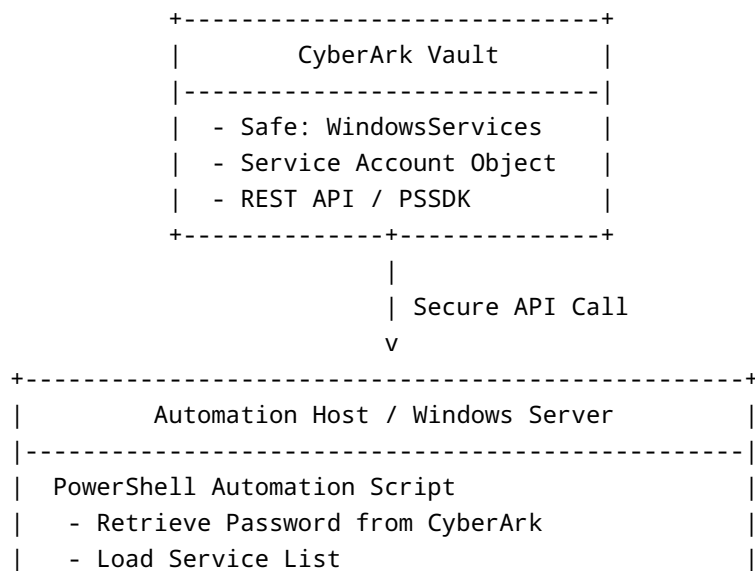 +-----------------------------+
|        CyberArk Vault       |
|-----------------------------|
|  - Safe: WindowsServices    |
|  - Service Account Object   |
|  - REST API / PSSDK         |
+--------------+--------------+
|
| Secure API Call
v
+--------------------------------------------------+
|         Automation Host / Windows Server         |
|--------------------------------------------------|
|  PowerShell Automation Script                    |
|   - Retrieve Password from CyberArk              |
|   - Load Service List                            |